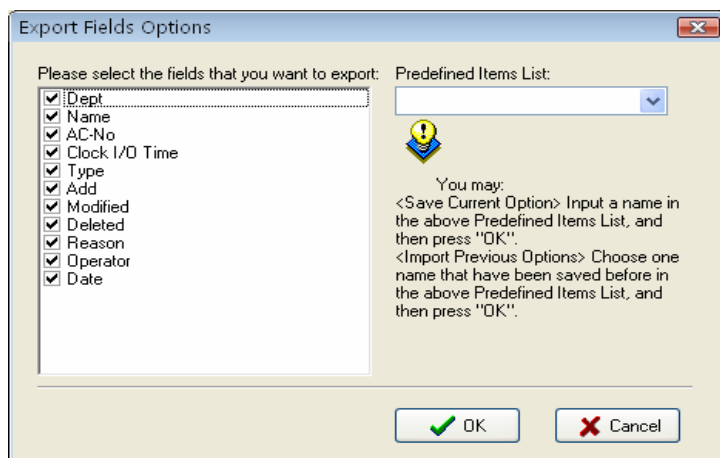 Export Fields Options
Please select the fields that you want to export:
Dept
Name
AC-No
Clock I/O Time
Type
Add
Modified
Deleted
Reason
Operator
Date
Predefined Items List:
You may:
<Save Current Option> Input a name in
the above Predefined Items List, and
then press "OK".
<Import Previous Options> Choose one
name that have been saved before in
the above Predefined Items List, and
then press "OK".
OK
Cancel